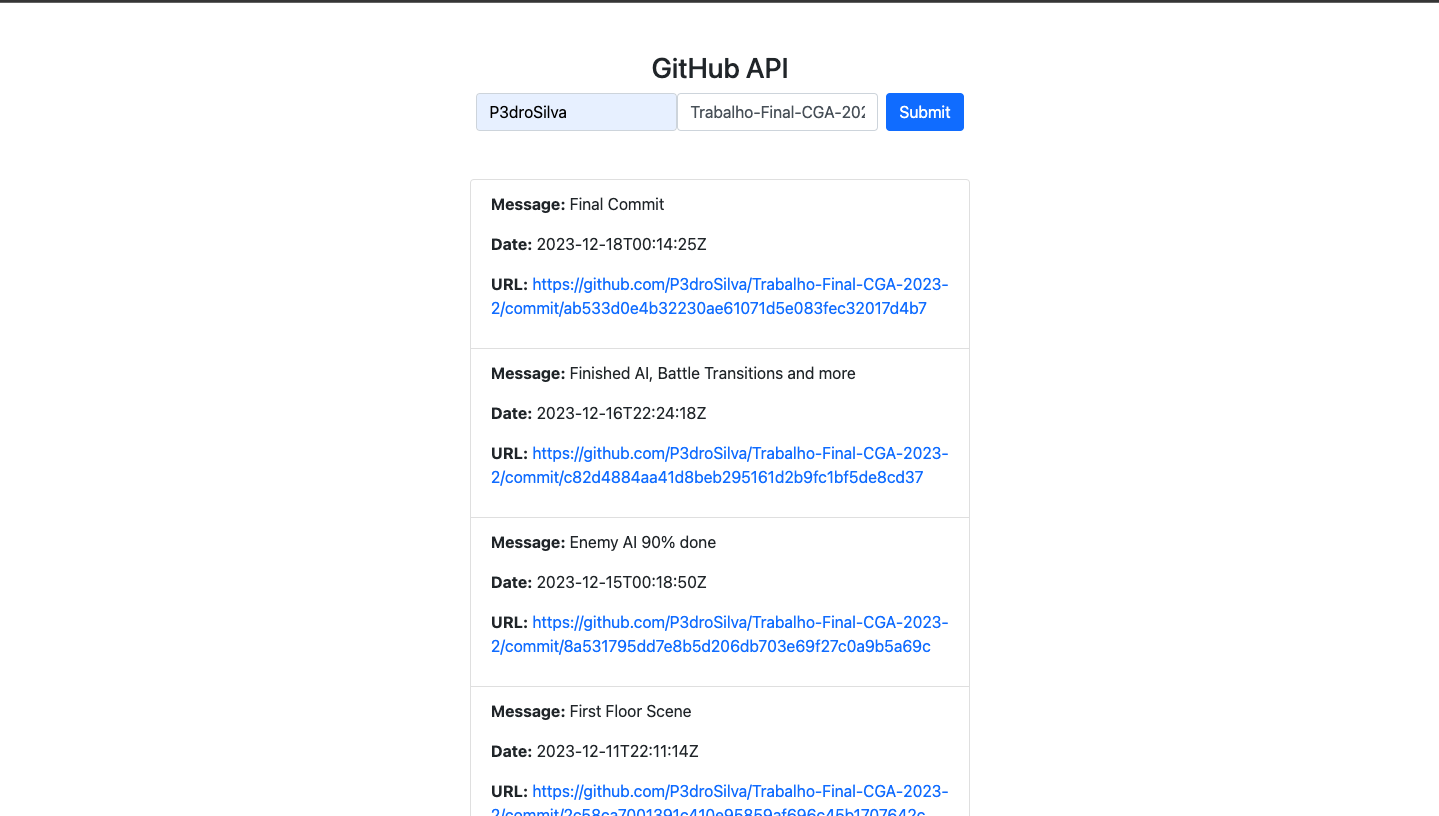 GitHub API
P3droSilva
Trabalho-Final-CGA-202
Submit
Message: Final Commit
Date: 2023-12-18T00:14:25Z
URL: https://github.com/P3droSilva/Trabalho-Final-CGA-2023-
2/commit/ab533d0e4b32230ae61071d5e083fec32017d4b7
Message: Finished AI, Battle Transitions and more
Date: 2023-12-16T22:24:18Z
URL: https://github.com/P3droSilva/Trabalho-Final-CGA-2023-
2/commit/c82d4884aa41d8beb295161d2b9fc1bf5de8cd37
Message: Enemy AI 90% done
Date: 2023-12-15T00:18:50Z
URL: https://github.com/P3droSilva/Trabalho-Final-CGA-2023-
2/commit/8a531795dd7e8b5d206db703e69f27c0a9b5a69c
Message: First Floor Scene
Date: 2023-12-11T22:11:14Z
URL: https://github.com/P3droSilva/Trabalho-Final-CGA-2023-
2/commit/2c58ca7001391c410e95859af696c45b1707642c